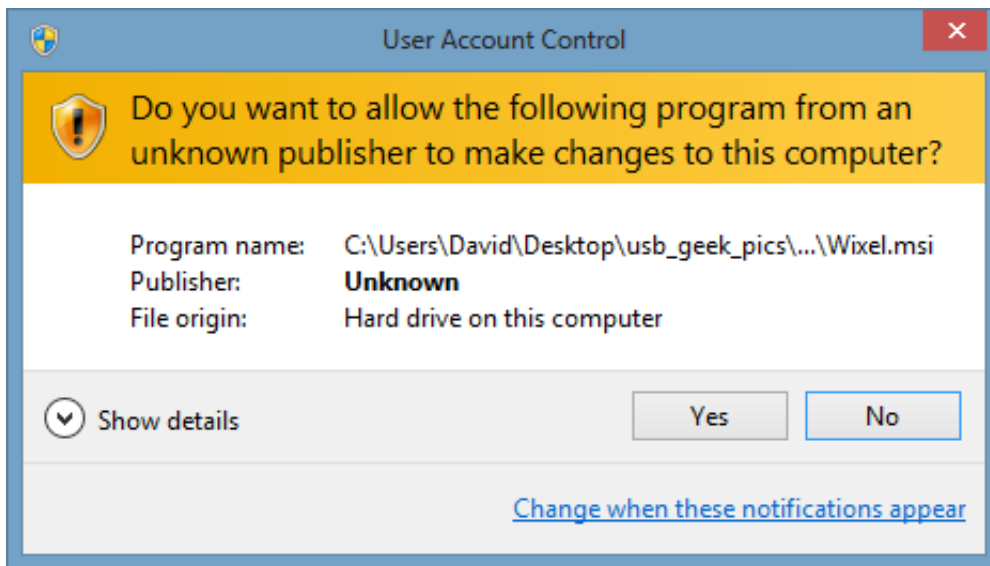 User Account Control
Do you want to allow the following program from an
unknown publisher to make changes to this computer?
Program name: C:\Users\David\Desktop\usb_geek_pics\...\Wixel.msi
Publisher: Unknown
File origin: Hard drive on this computer
Show details Yes No
Change when these notifications appear